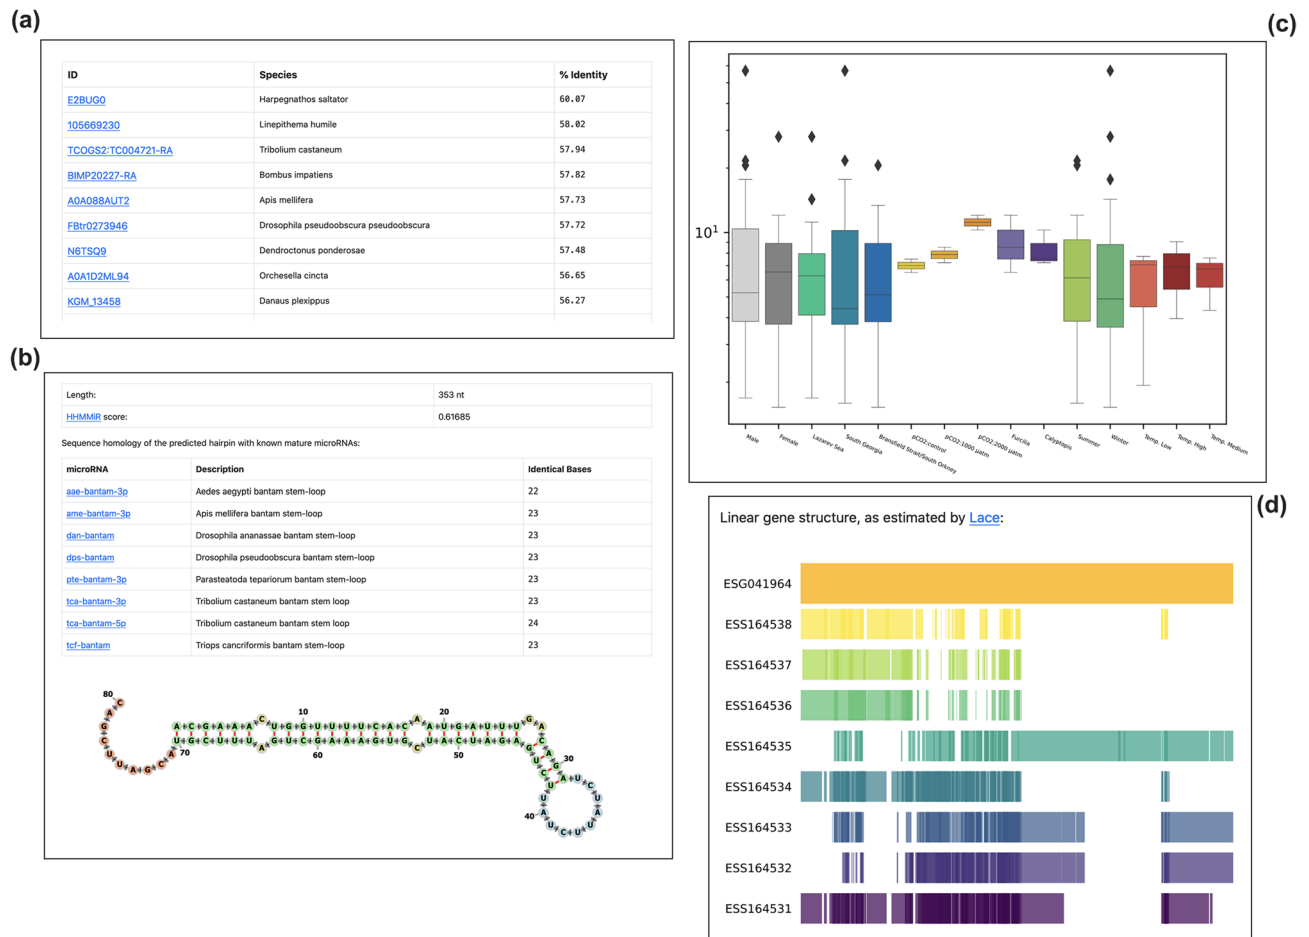 (a)
ID Species % Identity
E2BUG0 Harpegnathos saltator 60.07
105669230 Linepithema humile 58.02
TCOGS2:TC004721-RA Tribolium castaneum 57.94
BIMP20227-RA Bombus impatiens 57.82
A0A088AUT2 Apis mellifera 57.73
FBtr0273946 Drosophila pseudoobscura pseudoobscura 57.72
N6TSQ9 Dendroctonus ponderosae 57.48
A0A1D2ML94 Orchesella cincta 56.65
KGM_13458 Danaus plexippus 56.27
(b)
Length: 353 nt
HHMMiR score: 0.61685
Sequence homology of the predicted hairpin with known mature microRNAs:
microRNA Description Identical Bases
aae-bantam-3p Aedes aegypti bantam stem-loop 22
ame-bantam-3p Apis mellifera bantam stem-loop 23
dan-bantam Drosophila ananassae bantam stem-loop 23
dps-bantam Drosophila pseudoobscura bantam stem-loop 23
pte-bantam-3p Parasteatoda tepariorum bantam stem-loop 23
tca-bantam-3p Tribolium castaneum bantam stem loop 23
tca-bantam-5p Tribolium castaneum bantam stem loop 24
tcf-bantam Triops cancriformis bantam stem-loop 23
80
10
20
30
40
50
60
70
(c)
10¹
Male
Female
Lazarev Sea
South Georgia
Bransfield Strait/South Orkney
pCO2:control
pCO2:1000 µatm
pCO2:2000 µatm
Furcilia
Calyptopis
Summer
Winter
Temp. Low
Temp. High
Temp. Medium
(d)
Linear gene structure, as estimated by Lace:
ESG041964
ESS164538
ESS164537
ESS164536
ESS164535
ESS164534
ESS164533
ESS164532
ESS164531